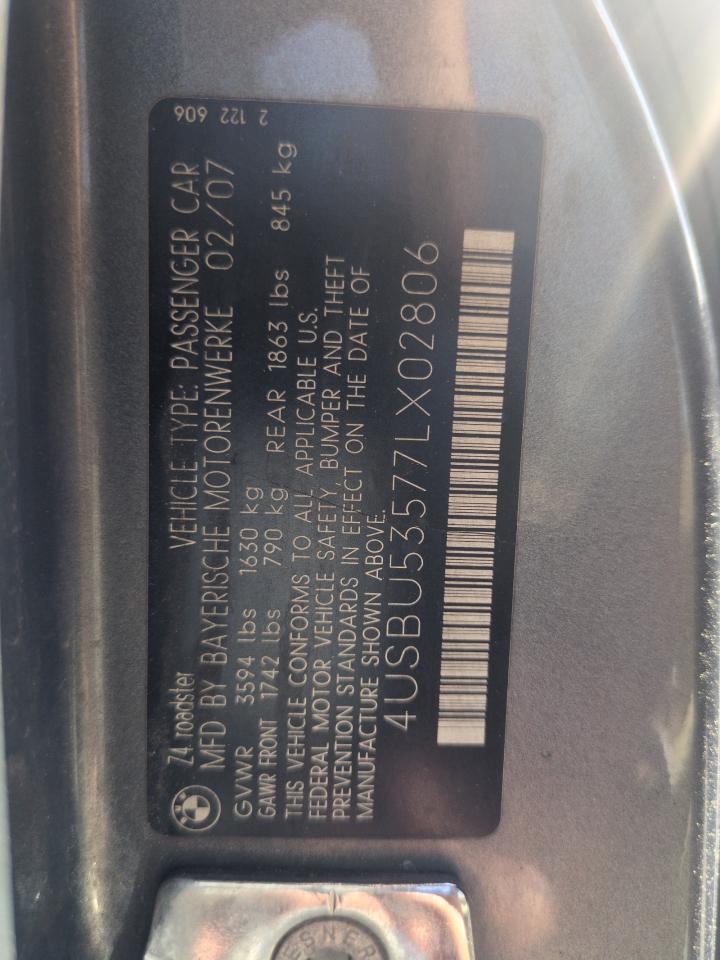 Z4 roadster VEHICLE TYPE: PASSENGER CAR 2 122 606
MFD BY BAYERISCHE MOTORENWERKE 02/07
GVWR 3594 lbs 1630 kg
GAWR FRONT 1742 lbs 790 kg REAR 1863 lbs 845 kg
THIS VEHICLE CONFORMS TO ALL APPLICABLE U.S.
FEDERAL MOTOR VEHICLE SAFETY, BUMPER AND THEFT
PREVENTION STANDARDS IN EFFECT ON THE DATE OF
MANUFACTURE SHOWN ABOVE.
4USBU53577LX02806